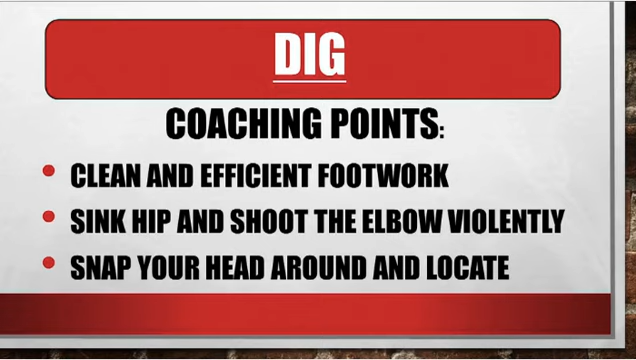 DIG
COACHING POINTS:
• CLEAN AND EFFICIENT FOOTWORK
• SINK HIP AND SHOOT THE ELBOW VIOLENTLY
• SNAP YOUR HEAD AROUND AND LOCATE